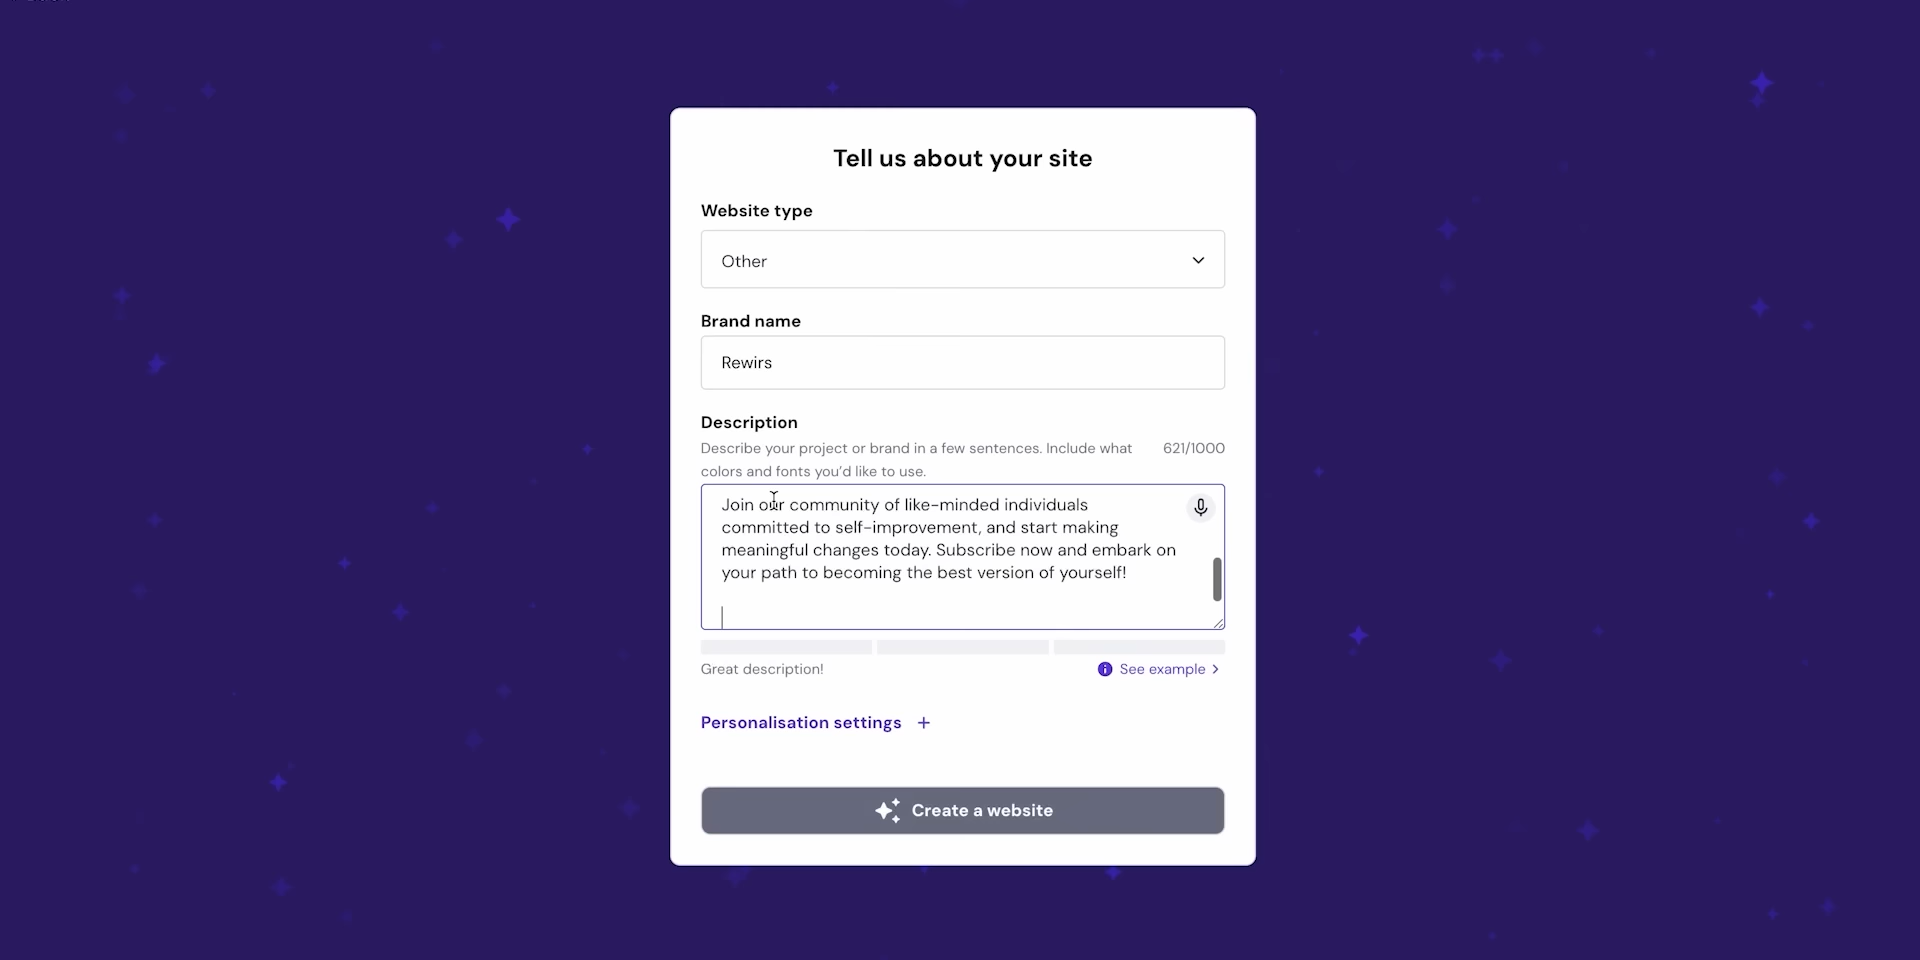 Tell us about your site
Website type
Other
Brand name
Rewirs
Description
Describe your project or brand in a few sentences. Include what
colors and fonts you'd like to use.
621/1000
Join our community of like-minded individuals
committed to self-improvement, and start making
meaningful changes today. Subscribe now and embark on
your path to becoming the best version of yourself!
Great description!
See example
Personalisation settings +
Create a website